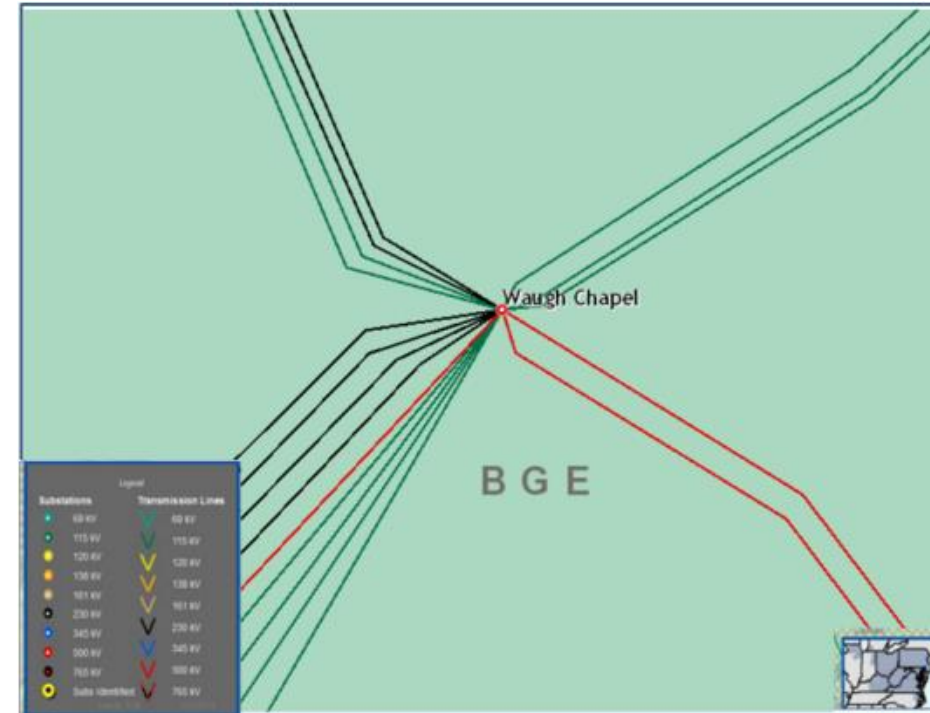 Waugh Chapel
B G E
Legend
Substations Transmission Lines
69 kV 69 kV
115 kV 115 kV
120 kV 120 kV
138 kV 138 kV
161 kV 161 kV
230 kV 230 kV
345 kV 345 kV
500 kV 500 kV
765 kV 765 kV
Subs Identified